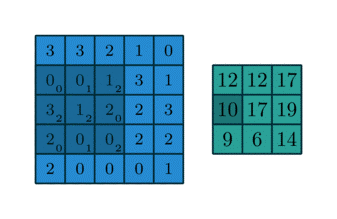 3 3 2 1 0
0₀ 0₁ 1₂ 3 1
3₂ 1₂ 2₀ 2 3
2₀ 0₁ 0₂ 2 2
2 0 0 0 1
12 12 17
10 17 19
9 6 14